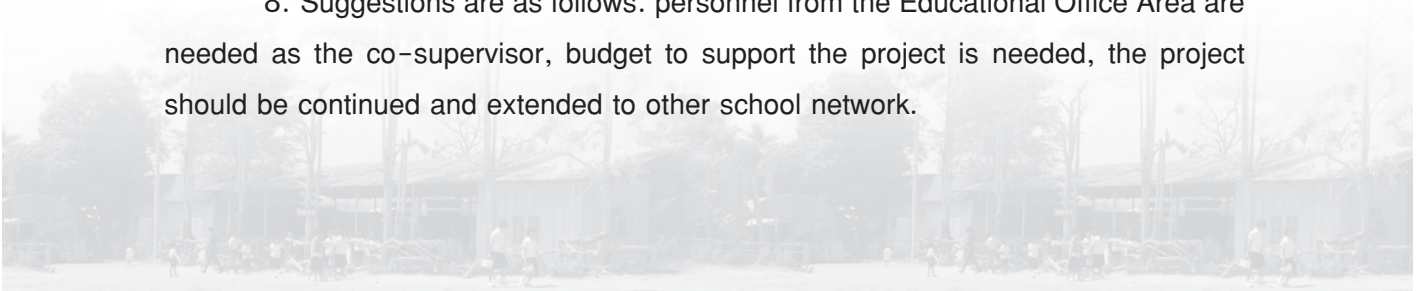 8. Suggestions are as follows: personnel from the Educational Office Area are
needed as the co-supervisor, budget to support the project is needed, the project
should be continued and extended to other school network.